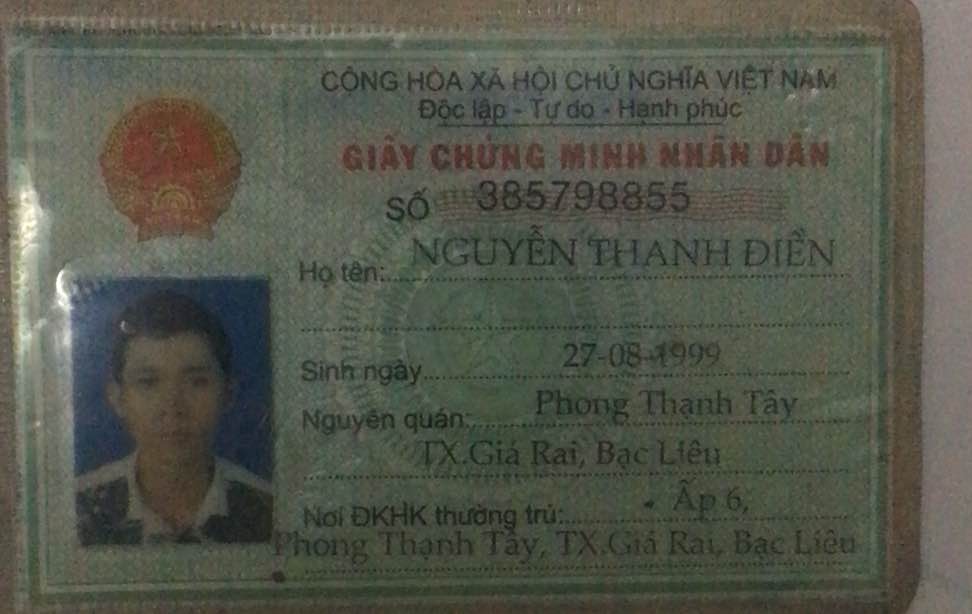 CỘNG HÒA XÃ HỘI CHỦ NGHĨA VIỆT NAM
Độc lập - Tự do - Hạnh phúc
GIẤY CHỨNG MINH NHÂN DÂN
SỐ 385798855
Họ tên: NGUYỄN THANH ĐIỀN
Sinh ngày 27-08-1999
Nguyên quán: Phong Thạnh Tây
TX.Giá Rai, Bạc Liêu
Nơi ĐKHK thường trú: Ấp 6,
Phong Thạnh Tây, TX.Giá Rai, Bạc Liêu